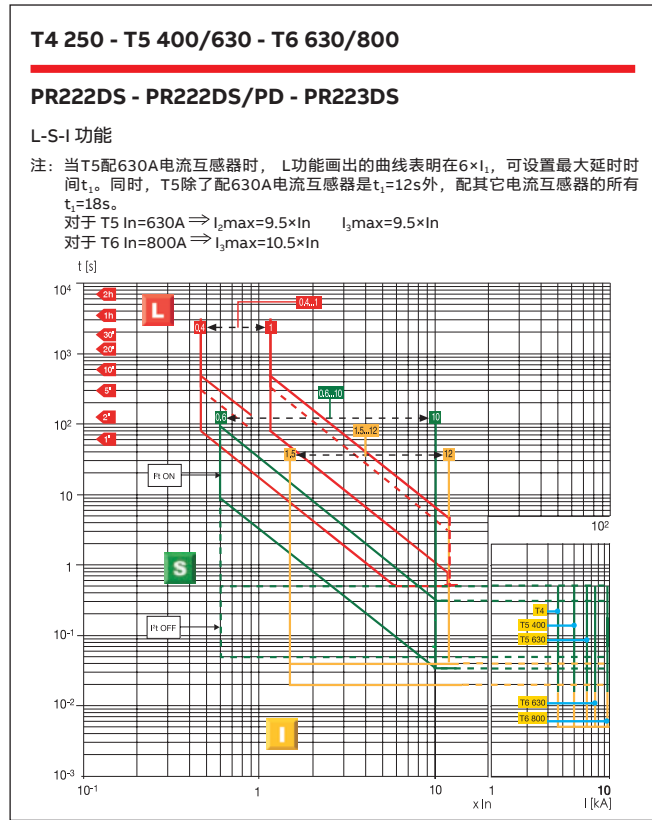 T4 250 - T5 400/630 - T6 630/800
PR222DS - PR222DS/PD - PR223DS
L-S-I 功能
注：当T5配630A电流互感器时， L功能画出的曲线表明在6×I₁，可设置最大延时时
间t₁。同时，T5除了配630A电流互感器是t₁=12s外，配其它电流互感器的所有
t₁=18s。
对于 T5 In=630A ⇒ I₂max=9.5×In I₃max=9.5×In
对于 T6 In=800A ⇒ I₃max=10.5×In
t [s]
10⁴
2h
L
0,4...1
1h
0,4
1
30'
20'
10³
10'
5'
0.6...10
2'
0.6
10
10²
1.5...12
1'
1,5
12
I²t ON
10
10²
1
S
T4
T5 400
I²t OFF
10⁻¹
T5 630
10⁻²
T6 630
T6 800
I
10⁻³
10⁻¹
1
10
1
10
x In
I [kA]